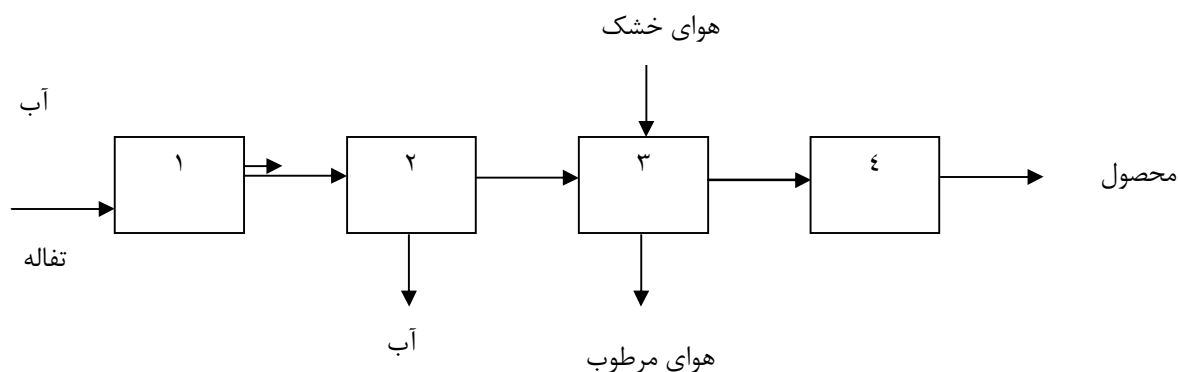 هوای خشک
آب
۱
۲
۳
٤
محصول
تفاله
آب
هوای مرطوب